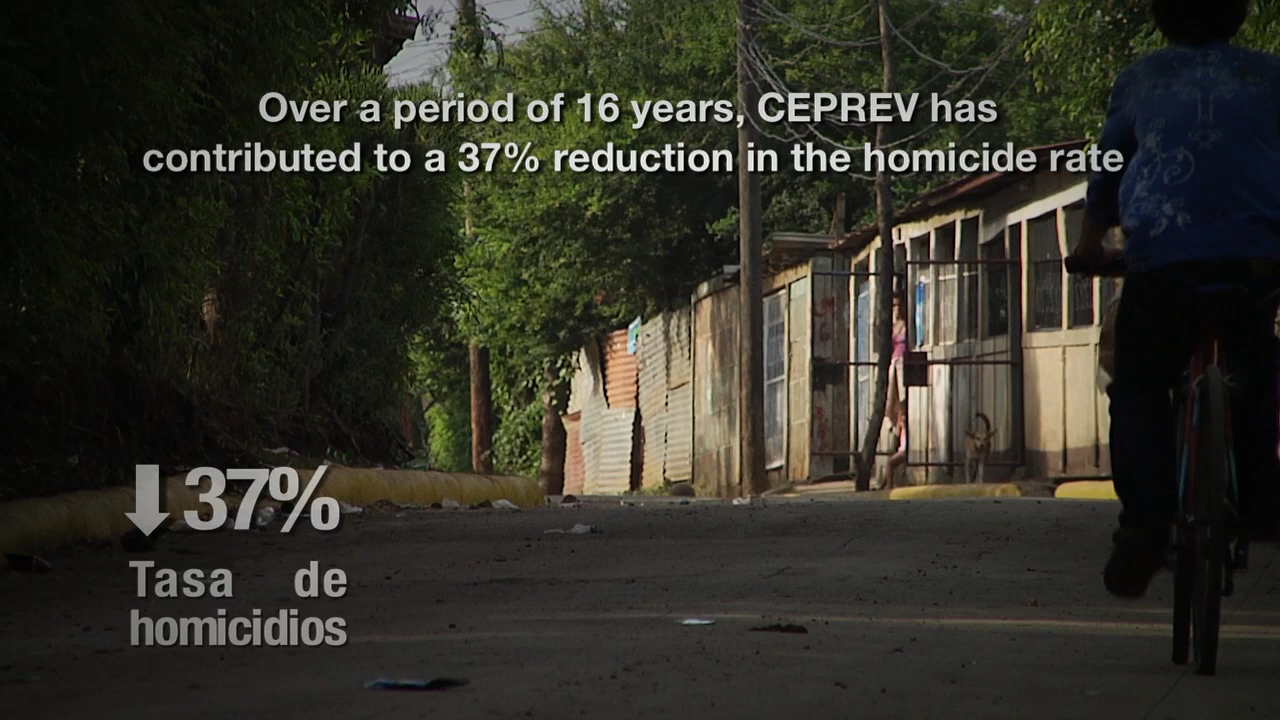 Over a period of 16 years, CEPREV has
contributed to a 37% reduction in the homicide rate
37%
Tasa de
homicidios